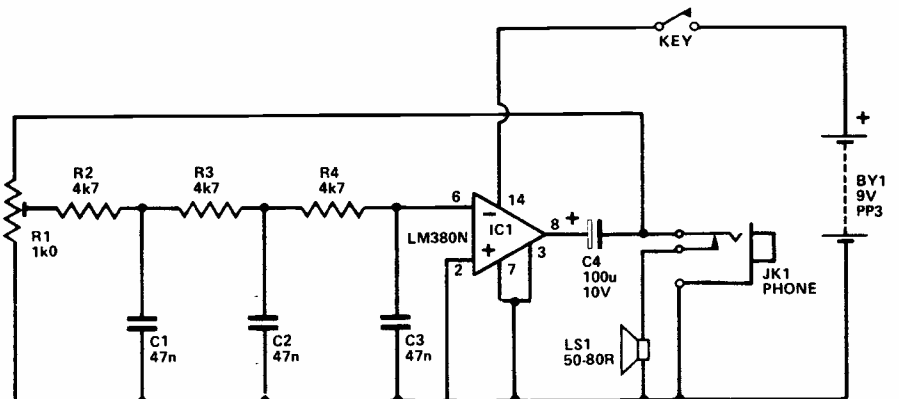 KEY
+
R2
4k7
R3
4k7
R4
4k7
6
14
BY1
9V
PP3
R1
1k0
LM380N
−
IC1
+
8
+
2
7
3
C4
100u
10V
JK1
PHONE
C1
47n
C2
47n
C3
47n
LS1
50-80R